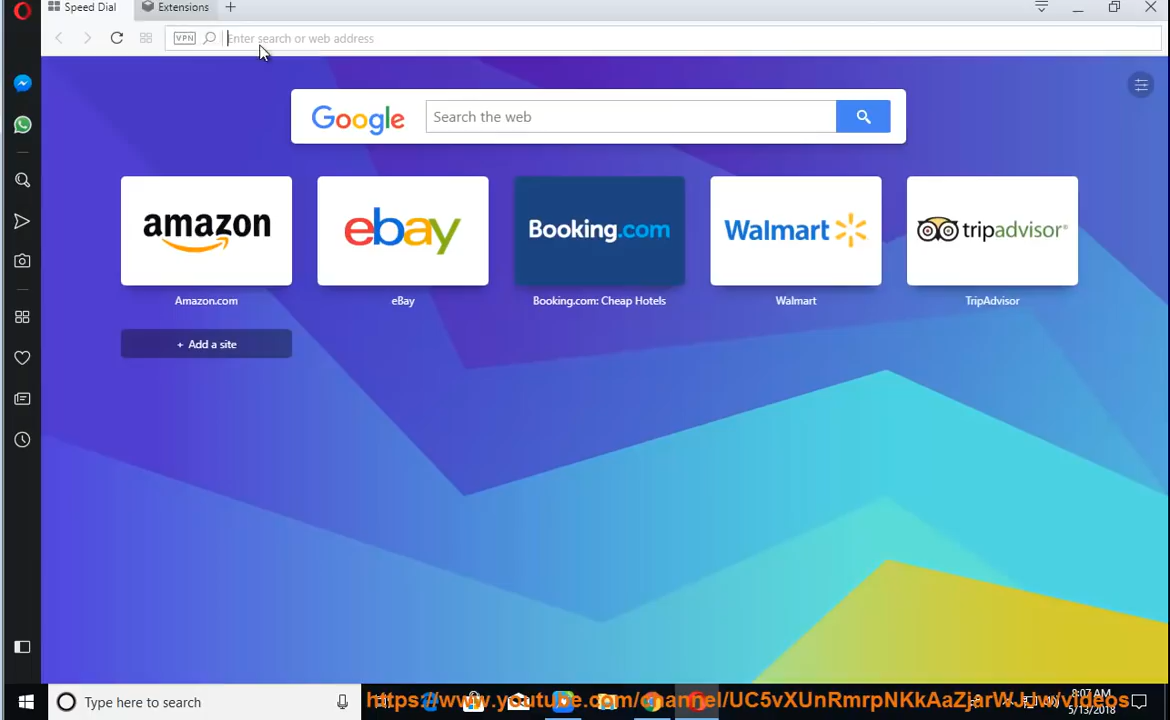 Speed Dial
Extensions
VPN
Enter search or web address
Google
Search the web
amazon
ebay
Booking.com
Walmart
tripadvisor
Amazon.com
eBay
Booking.com: Cheap Hotels
Walmart
TripAdvisor
+ Add a site
Type here to search
8:07 AM
5/13/2018